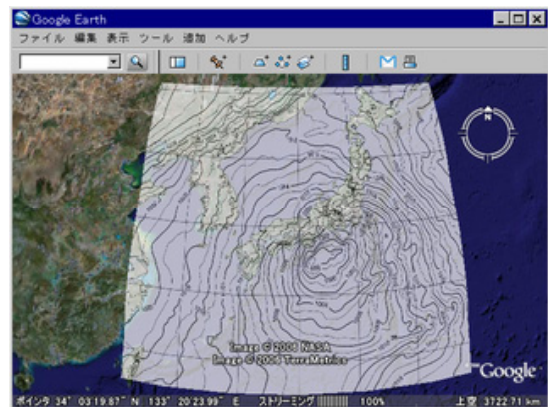 Google Earth
ファイル 編集 表示 ツール 追加 ヘルプ
N
Image © 2006 NASA
Image © 2006 TerraMetrics
Google
ポインタ 34° 03'19.87" N 133° 20'23.99" E ストリーミング 100% 上空 3722.71 km